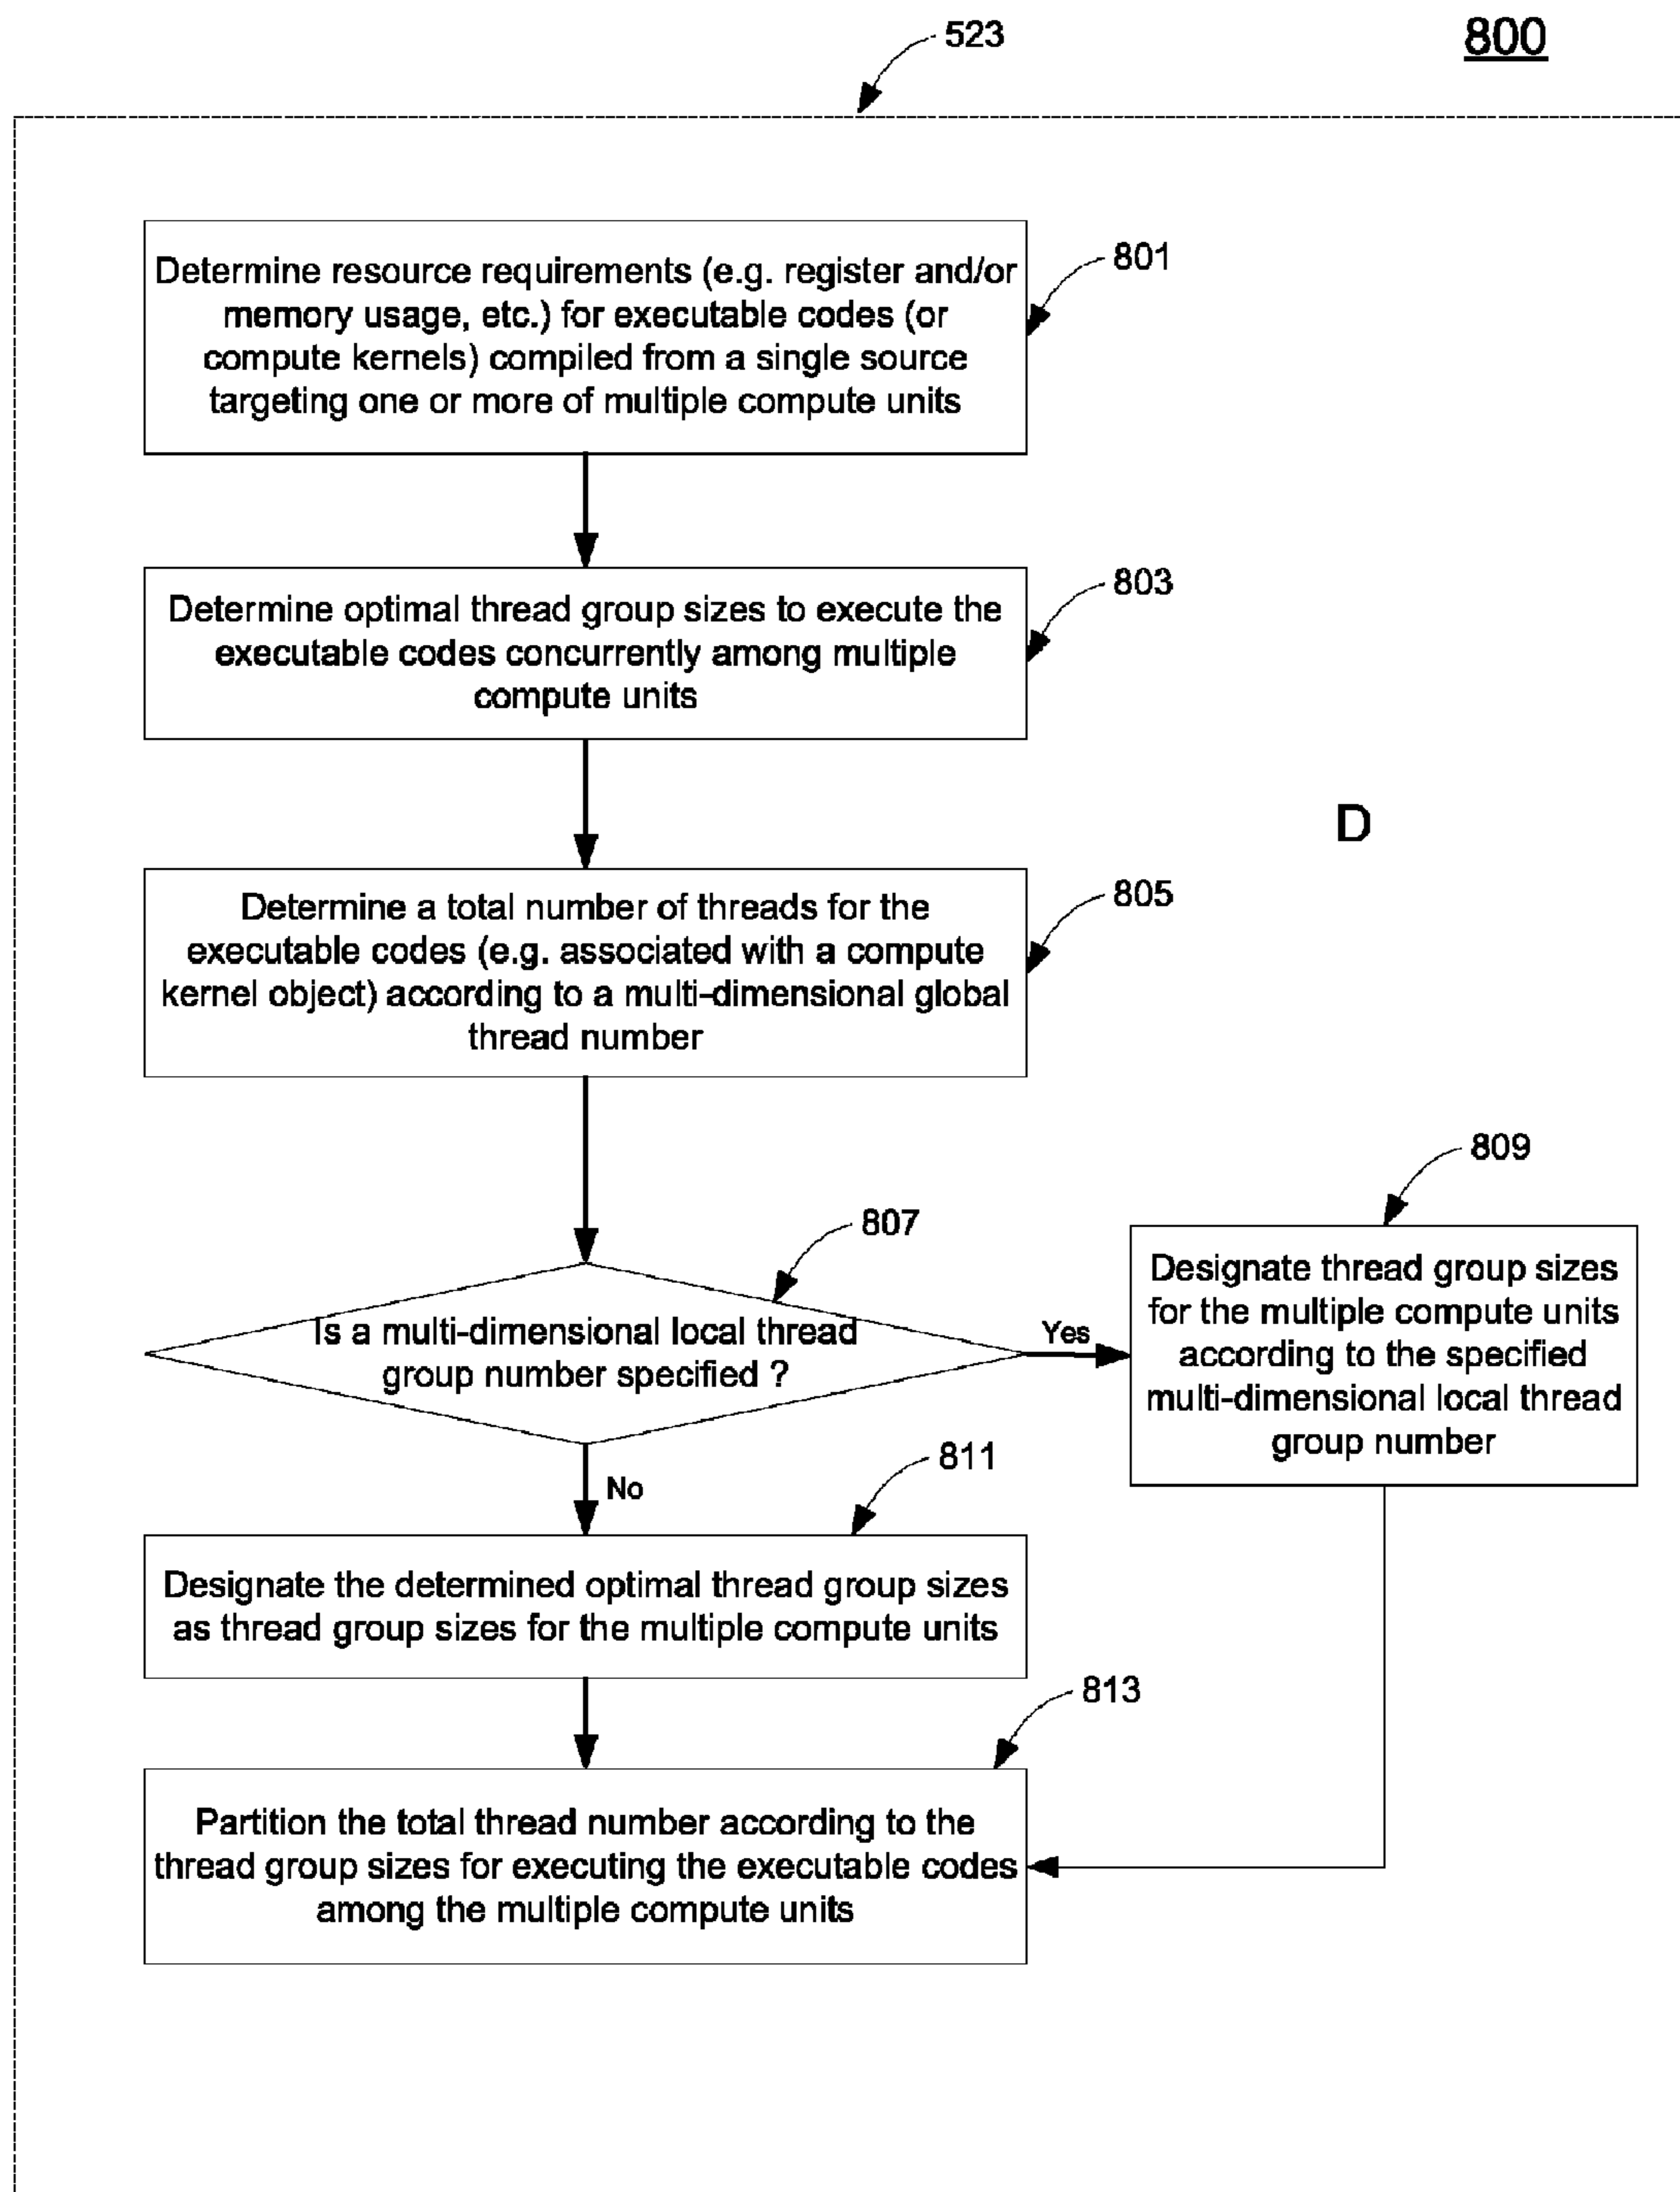 523
800
Determine resource requirements (e.g. register and/or
memory usage, etc.) for executable codes (or
compute kernels) compiled from a single source
targeting one or more of multiple compute units
801
Determine optimal thread group sizes to execute the
executable codes concurrently among multiple
compute units
803
D
Determine a total number of threads for the
executable codes (e.g. associated with a compute
kernel object) according to a multi-dimensional global
thread number
805
807
Is a multi-dimensional local thread
group number specified ?
Yes
809
Designate thread group sizes
for the multiple compute units
according to the specified
multi-dimensional local thread
group number
No
811
Designate the determined optimal thread group sizes
as thread group sizes for the multiple compute units
813
Partition the total thread number according to the
thread group sizes for executing the executable codes
among the multiple compute units